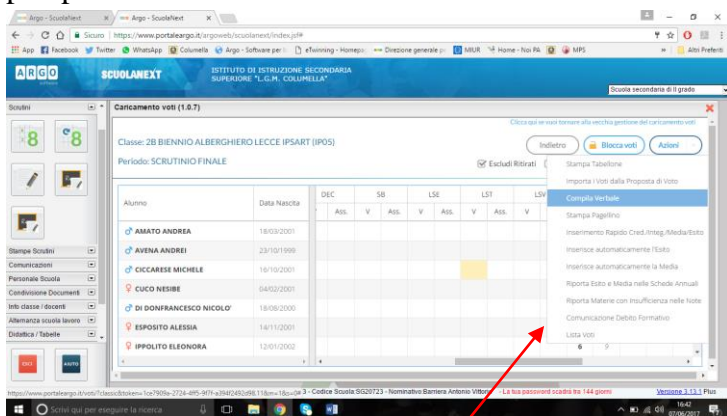 Argo - ScuolaNext
Argo - ScuolaNext
Sicuro
https://www.portaleargo.it/argoweb/scuolanext/index.jsf#
App
Facebook
Twitter
WhatsApp
Columella
Argo - Software per l
eTwinning - Homepa
Direzione generale p
MIUR
Home - Noi PA
MPS
Altri Preferiti
ARGO
software
SCUOLANEXT
ISTITUTO DI ISTRUZIONE SECONDARIA
SUPERIORE "L.G.M. COLUMELLA"
Scuola secondaria di II grado
Scrutini
Caricamento voti (1.0.7)
Clicca qui se vuoi tornare alla vecchia gestione del caricamento voti
Classe: 2B BIENNIO ALBERGHIERO LECCE IPSART (IP05)
Indietro
Blocca voti
Azioni
Periodo: SCRUTINIO FINALE
Escludi Ritirati
Stampa Tabellone
Importa i Voti dalla Proposta di Voto
Compila Verbale
Stampa Pagellino
Inserimento Rapido Cred./Integ./Media/Esito
Inserisce automaticamente l'Esito
Inserisce automaticamente la Media
Riporta Esito e Media nelle Schede Annuali
Riporta Materie con Insufficienza nelle Note
Comunicazione Debito Formativo
Lista Voti
Alunno
Data Nascita
DEC
SB
LSE
LST
LSV
Ass.
V
Ass.
V
Ass.
V
Ass.
V
AMATO ANDREA
18/03/2001
AVENA ANDREI
23/10/1999
CICCARESE MICHELE
16/10/2001
CUCO NESIBE
04/02/2001
DI DONFRANCESCO NICOLO'
18/08/2000
ESPOSITO ALESSIA
14/11/2001
IPPOLITO ELEONORA
12/01/2002
6
9
Stampe Scrutini
Comunicazioni
Personale Scuola
Condivisione Documenti
Info classe / docenti
Alternanza scuola lavoro
Didattica / Tabelle
ESCI
AIUTO
3 - Codice Scuola SG20723 - Nominativo Barriera Antonio Vittorio
- La tua password scadrà tra 144 giorni
Versione 3.13.1 Plus
Scrivi qui per eseguire la ricerca
16:42
07/06/2017